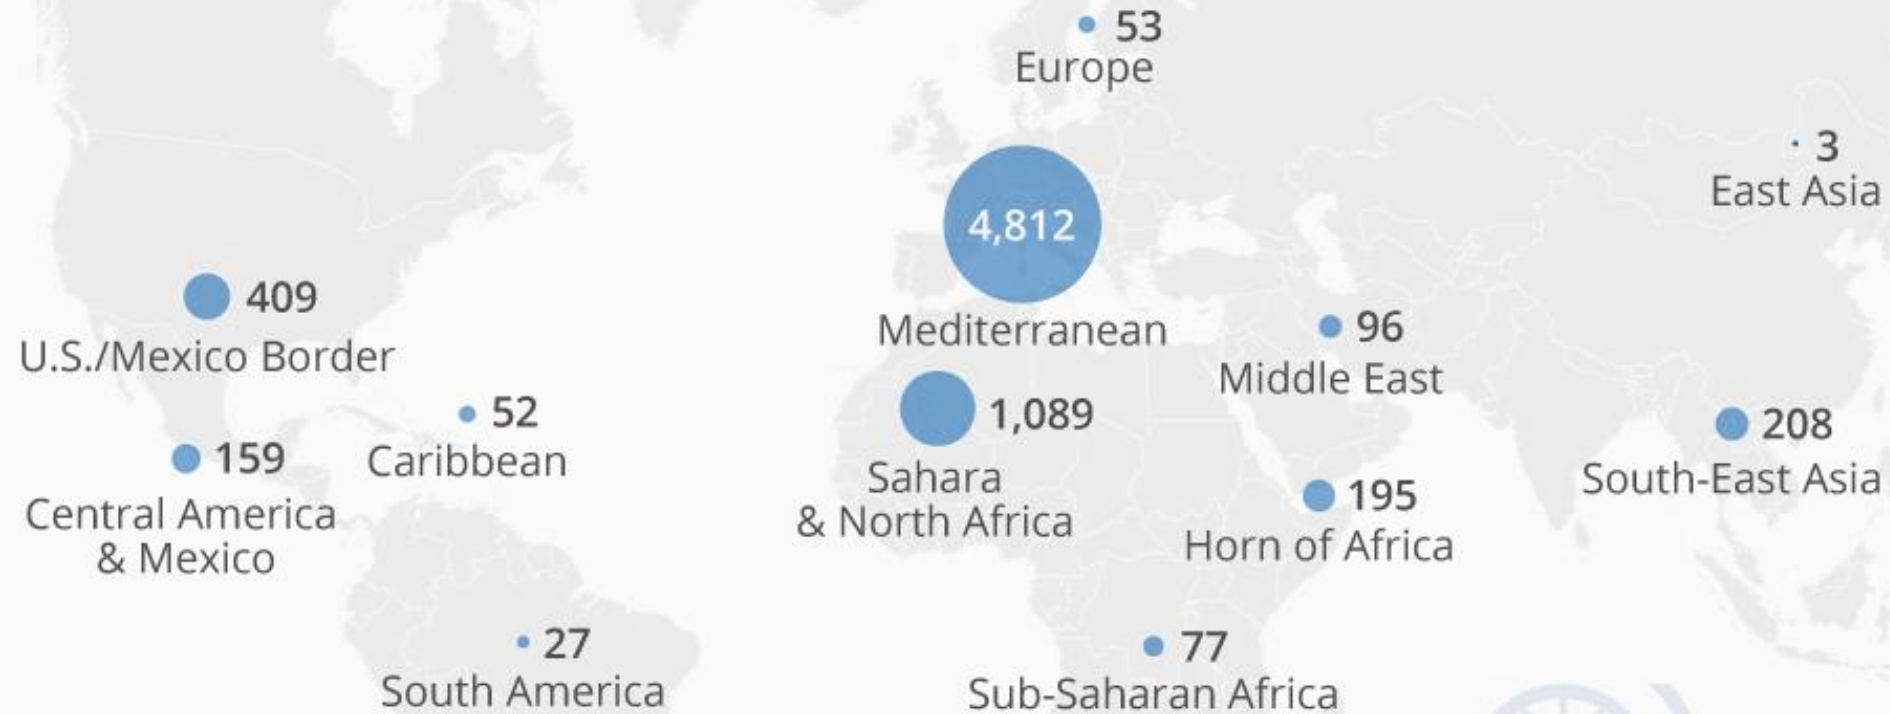 53
Europe
3
East Asia
4,812
Mediterranean
409
U.S./Mexico Border
96
Middle East
52
Caribbean
1,089
Sahara
& North Africa
208
South-East Asia
159
Central America
& Mexico
195
Horn of Africa
27
South America
77
Sub-Saharan Africa